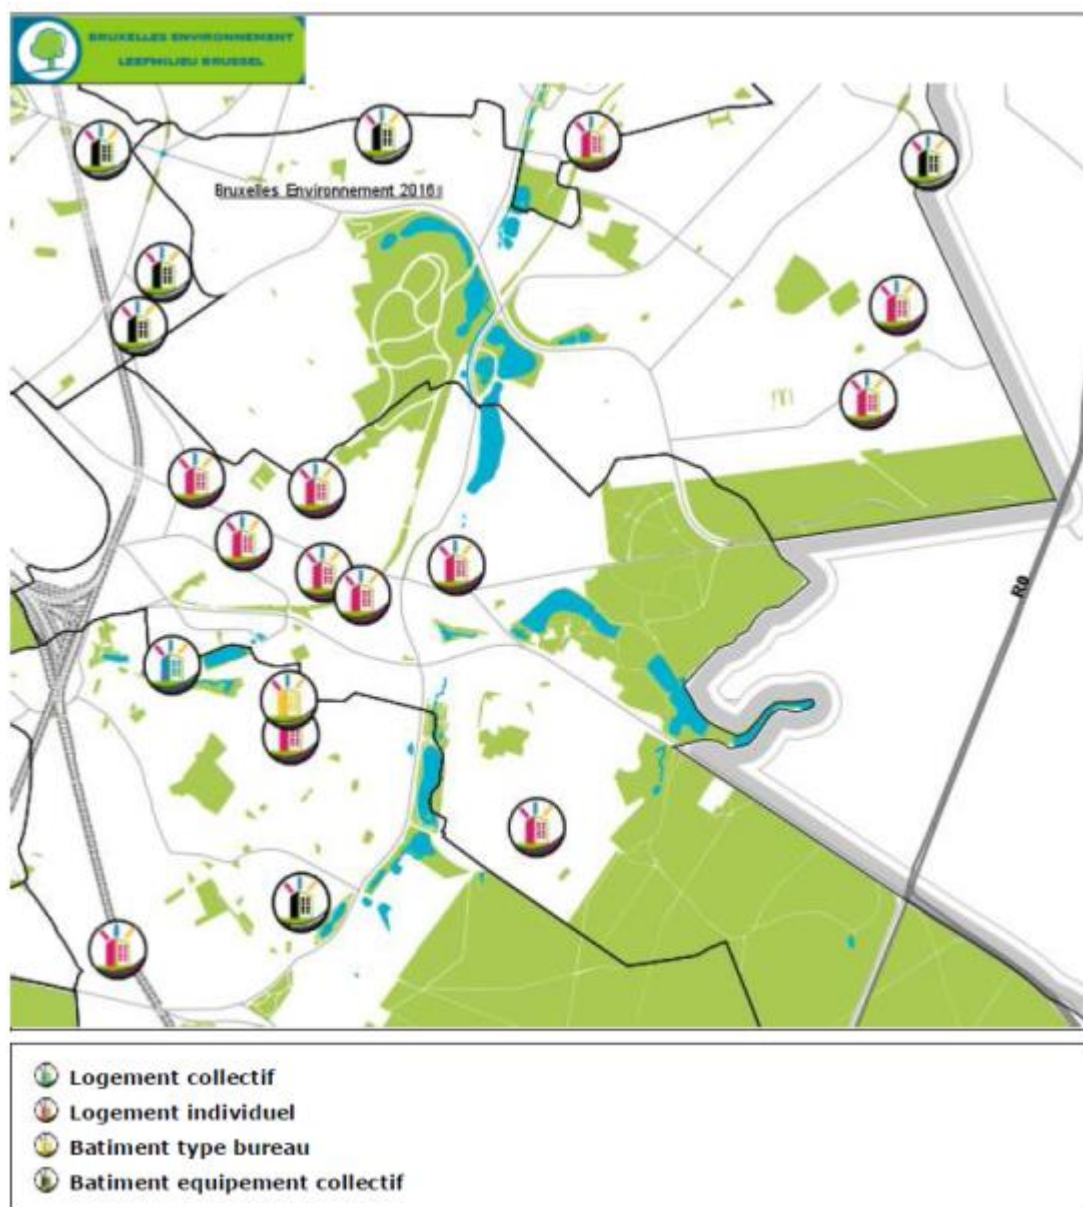 BRUXELLES ENVIRONNEMENT
LEEFMILIEU BRUSSEL
Bruxelles Environnement 2016
R0
Logement collectif
Logement individuel
Batiment type bureau
Batiment equipement collectif